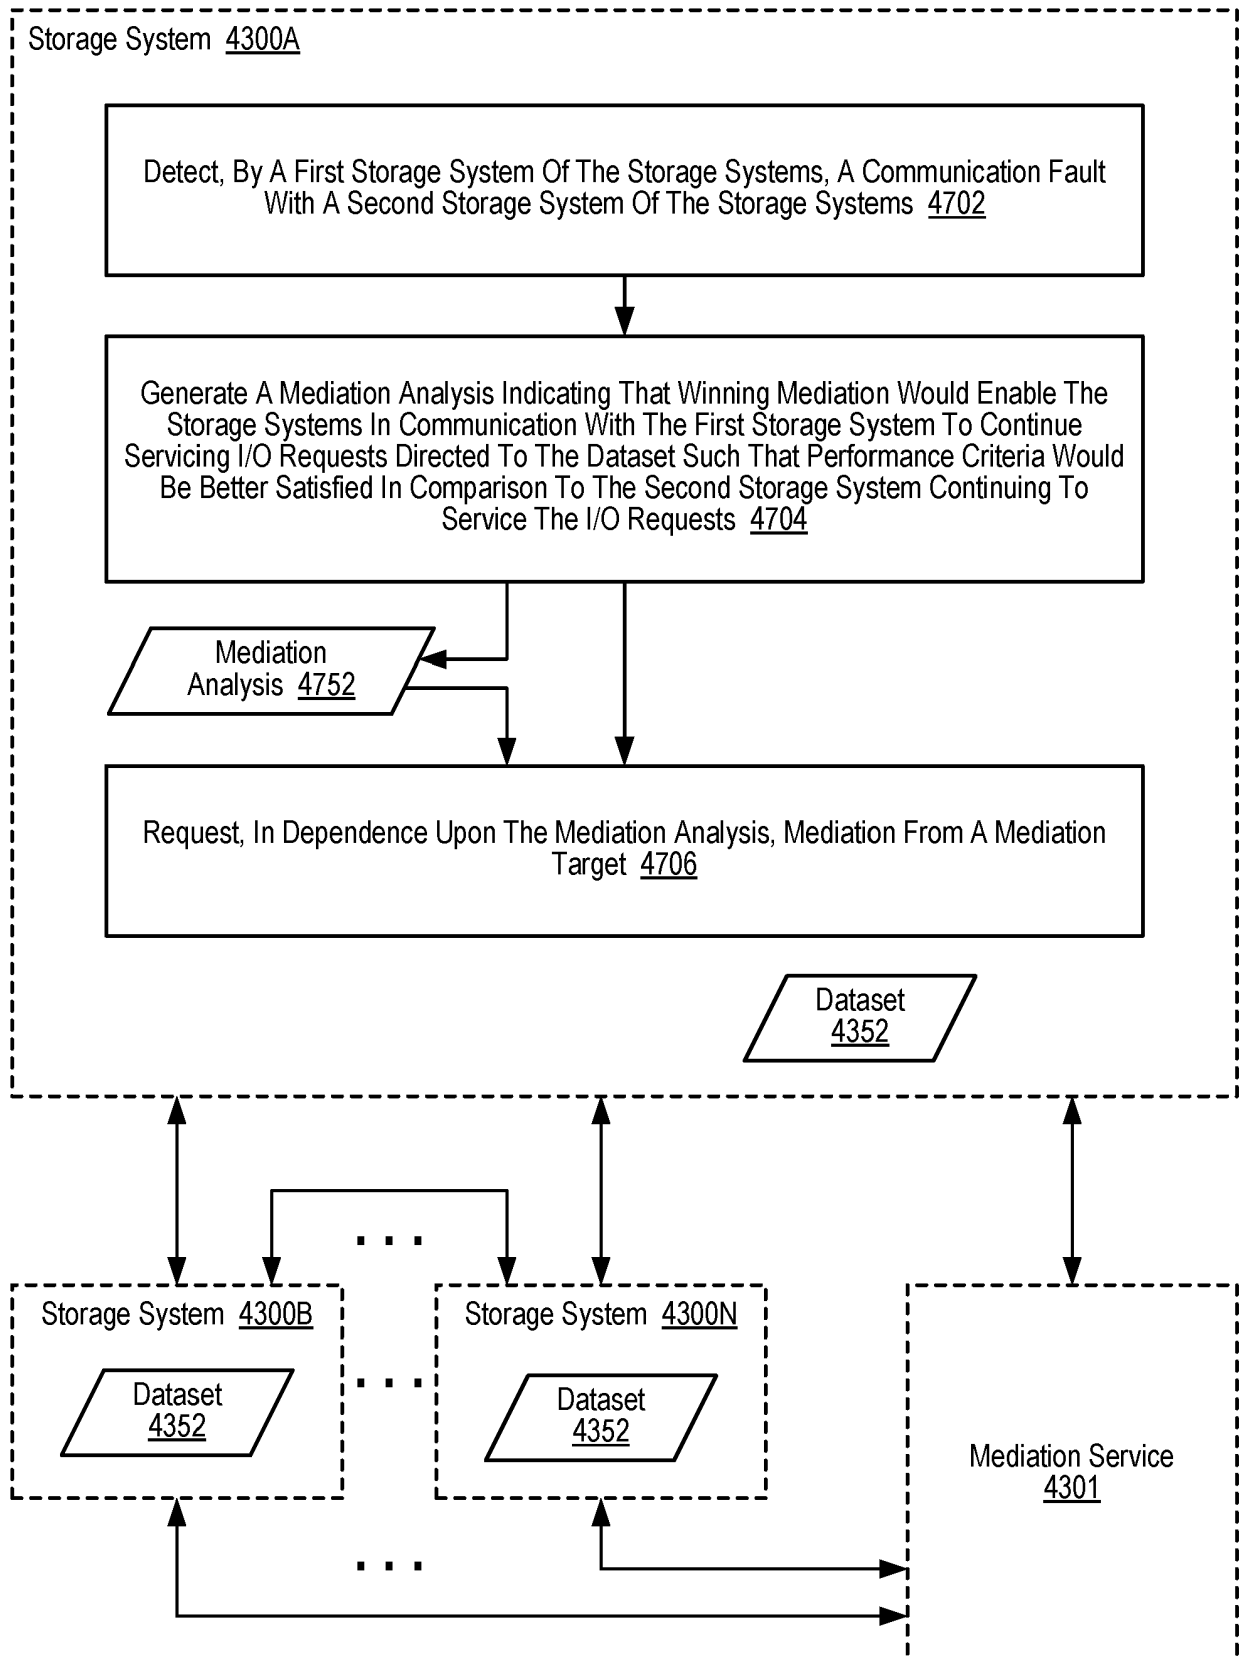 Storage System 4300A
Detect, By A First Storage System Of The Storage Systems, A Communication Fault
With A Second Storage System Of The Storage Systems 4702
Generate A Mediation Analysis Indicating That Winning Mediation Would Enable The
Storage Systems In Communication With The First Storage System To Continue
Servicing I/O Requests Directed To The Dataset Such That Performance Criteria Would
Be Better Satisfied In Comparison To The Second Storage System Continuing To
Service The I/O Requests 4704
Mediation
Analysis 4752
Request, In Dependence Upon The Mediation Analysis, Mediation From A Mediation
Target 4706
Dataset
4352
. . .
Storage System 4300B
Dataset
4352
. . .
Storage System 4300N
Dataset
4352
Mediation Service
4301
. . .